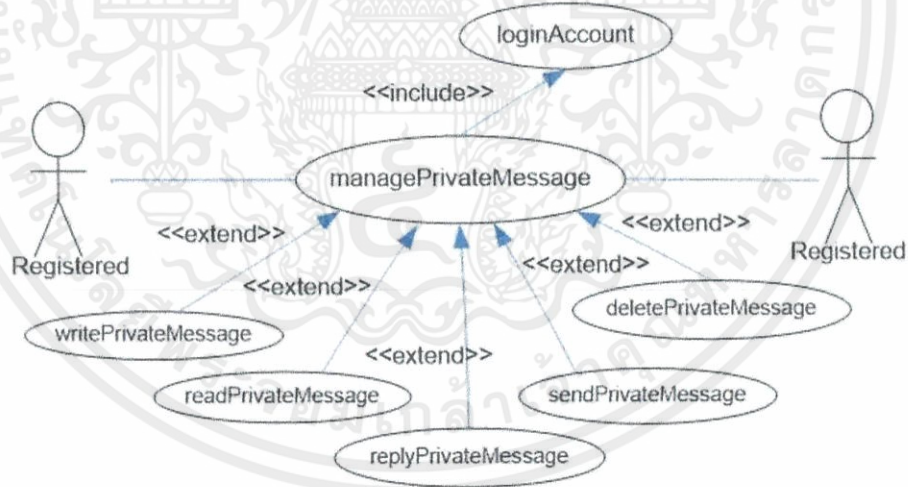 loginAccount
<<include>>
managePrivateMessage
<<extend>>
<<extend>>
Registered
<<extend>>
<<extend>>
Registered
deletePrivateMessage
writePrivateMessage
<<extend>>
readPrivateMessage
sendPrivateMessage
replyPrivateMessage